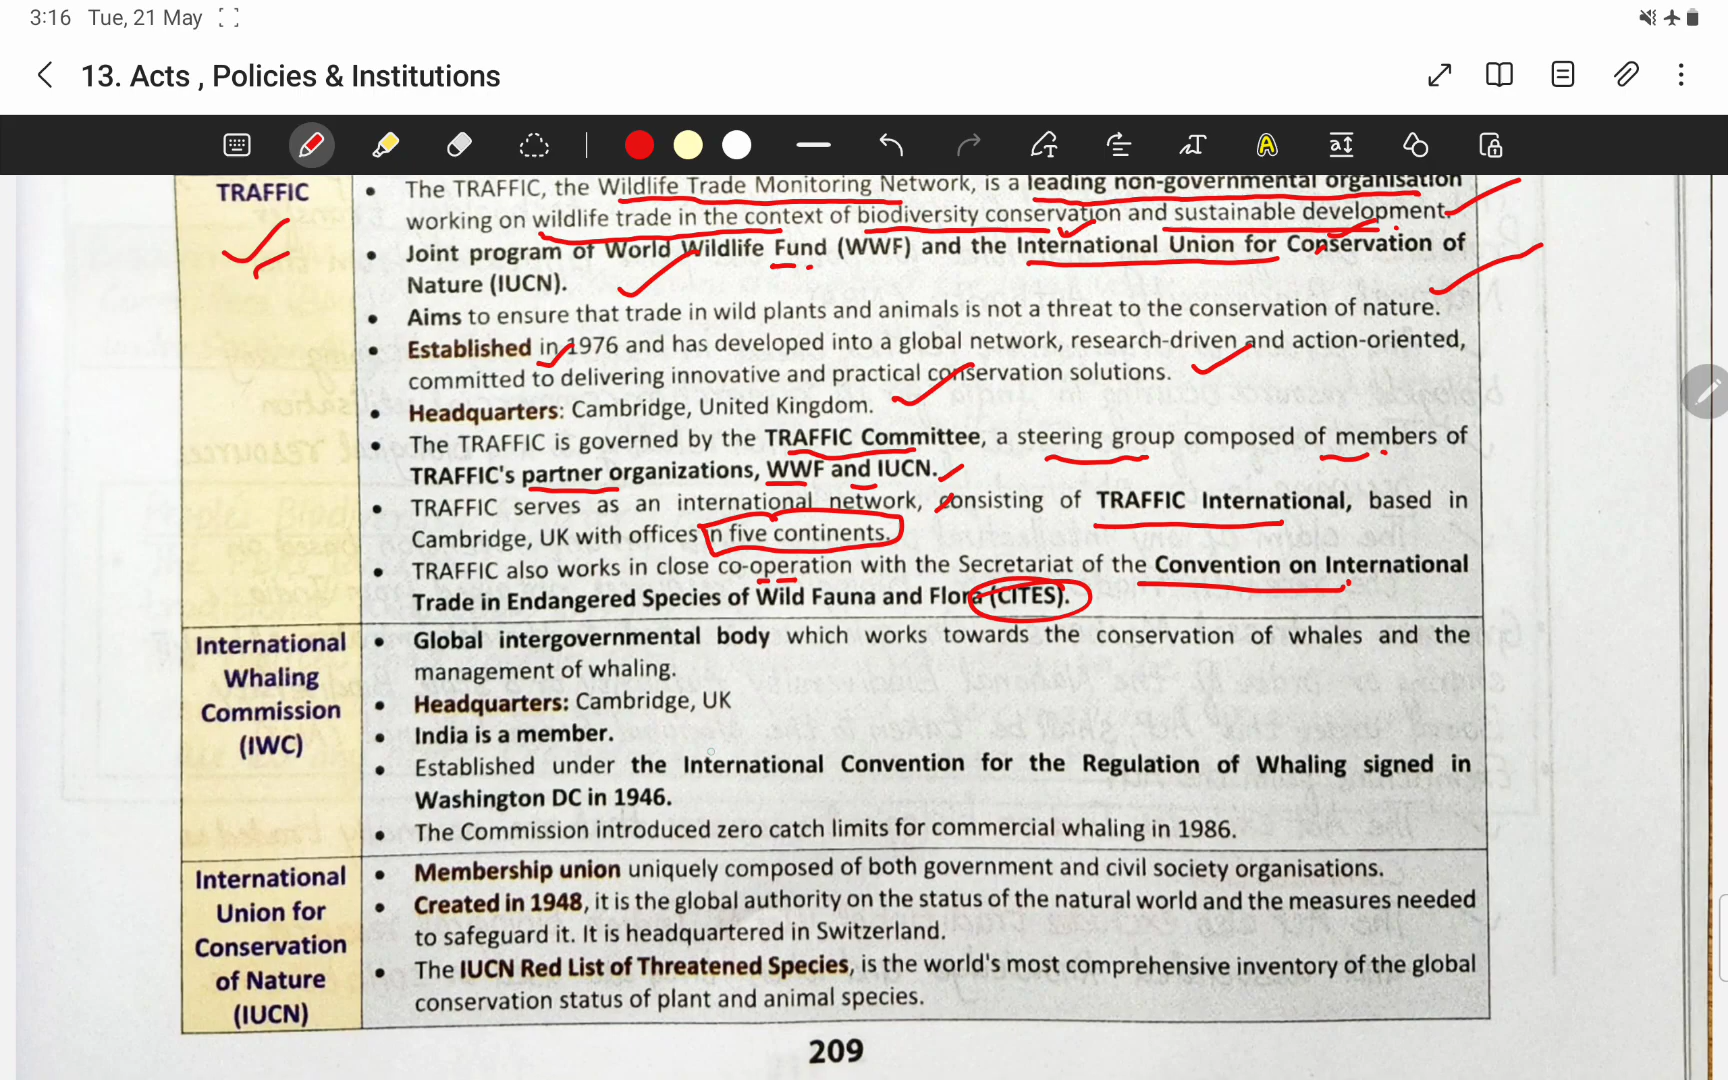 3:16 Tue, 21 May
13. Acts , Policies & Institutions
TRAFFIC
• The TRAFFIC, the Wildlife Trade Monitoring Network, is a leading non-governmental organisation
working on wildlife trade in the context of biodiversity conservation and sustainable development.
• Joint program of World Wildlife Fund (WWF) and the International Union for Conservation of
Nature (IUCN).
• Aims to ensure that trade in wild plants and animals is not a threat to the conservation of nature.
• Established in 1976 and has developed into a global network, research-driven and action-oriented,
committed to delivering innovative and practical conservation solutions.
• Headquarters: Cambridge, United Kingdom.
• The TRAFFIC is governed by the TRAFFIC Committee, a steering group composed of members of
TRAFFIC's partner organizations, WWF and IUCN.
• TRAFFIC serves as an international network, consisting of TRAFFIC International, based in
Cambridge, UK with offices in five continents.
• TRAFFIC also works in close co-operation with the Secretariat of the Convention on International
Trade in Endangered Species of Wild Fauna and Flora (CITES).
International
Whaling
Commission
(IWC)
• Global intergovernmental body which works towards the conservation of whales and the
management of whaling.
• Headquarters: Cambridge, UK
• India is a member.
• Established under the International Convention for the Regulation of Whaling signed in
Washington DC in 1946.
• The Commission introduced zero catch limits for commercial whaling in 1986.
International
Union for
Conservation
of Nature
(IUCN)
• Membership union uniquely composed of both government and civil society organisations.
• Created in 1948, it is the global authority on the status of the natural world and the measures needed
to safeguard it. It is headquartered in Switzerland.
• The IUCN Red List of Threatened Species, is the world's most comprehensive inventory of the global
conservation status of plant and animal species.
209